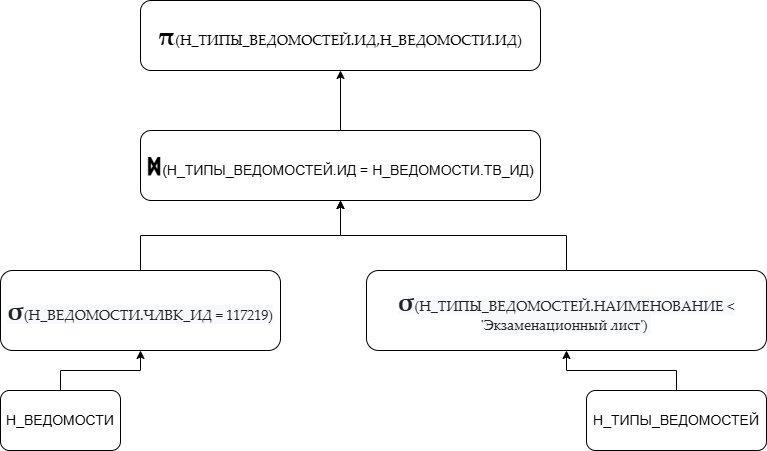 π(Н_ТИПЫ_ВЕДОМОСТЕЙ.ИД,Н_ВЕДОМОСТИ.ИД)
⋈(Н_ТИПЫ_ВЕДОМОСТЕЙ.ИД = Н_ВЕДОМОСТИ.ТВ_ИД)
σ(Н_ВЕДОМОСТИ.ЧЛВК_ИД = 117219)
σ(Н_ТИПЫ_ВЕДОМОСТЕЙ.НАИМЕНОВАНИЕ <
'Экзаменационный лист')
Н_ВЕДОМОСТИ
Н_ТИПЫ_ВЕДОМОСТЕЙ